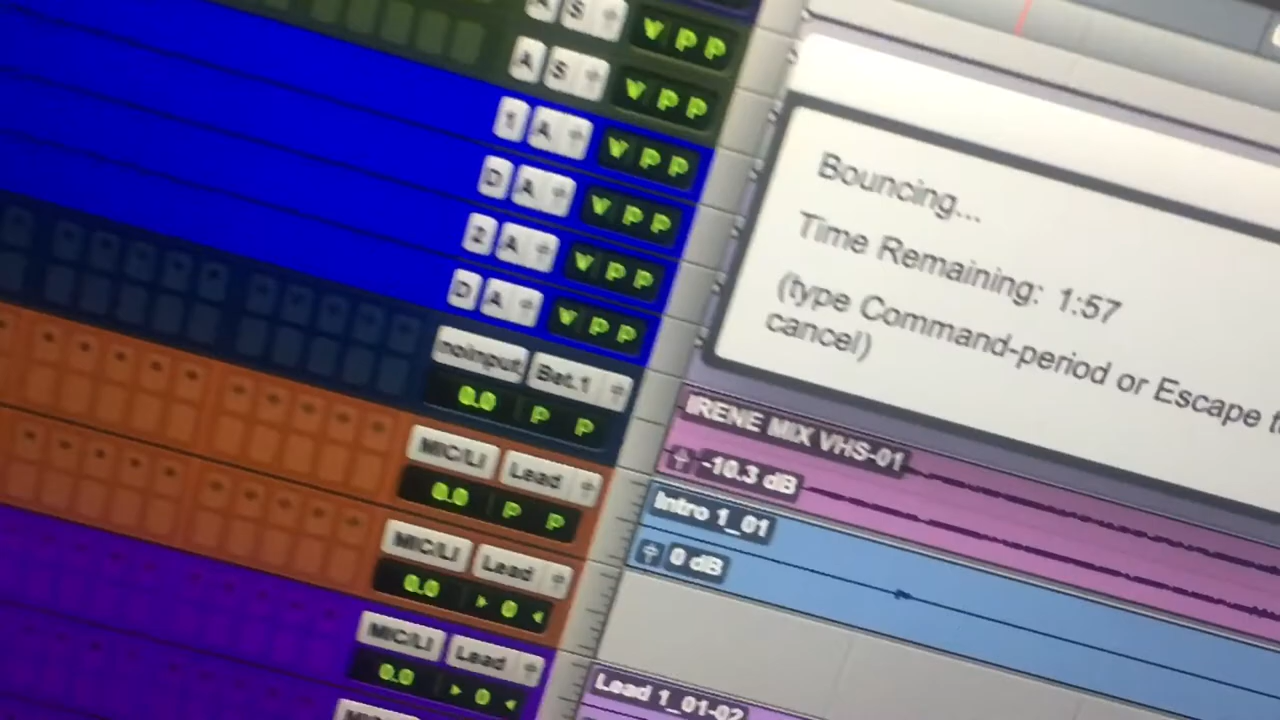 A S
V P P
A S
V P P
1 A
V P P
D A
V P P
2 A
V P P
D A
V P P
noinput Bet.1
0.0 P P
MIC/LI Lead
0.0 P P
MIC/LI Lead
0.0 ▸ 0 ◂
MIC/LI Lead
0.0 ▸ 0 ◂
Bouncing...
Time Remaining: 1:57
(type Command-period or Escape
cancel)
IRENE MIX VHS-01
-10.3 dB
Intro 1_01
0 dB
Lead 1_01-02